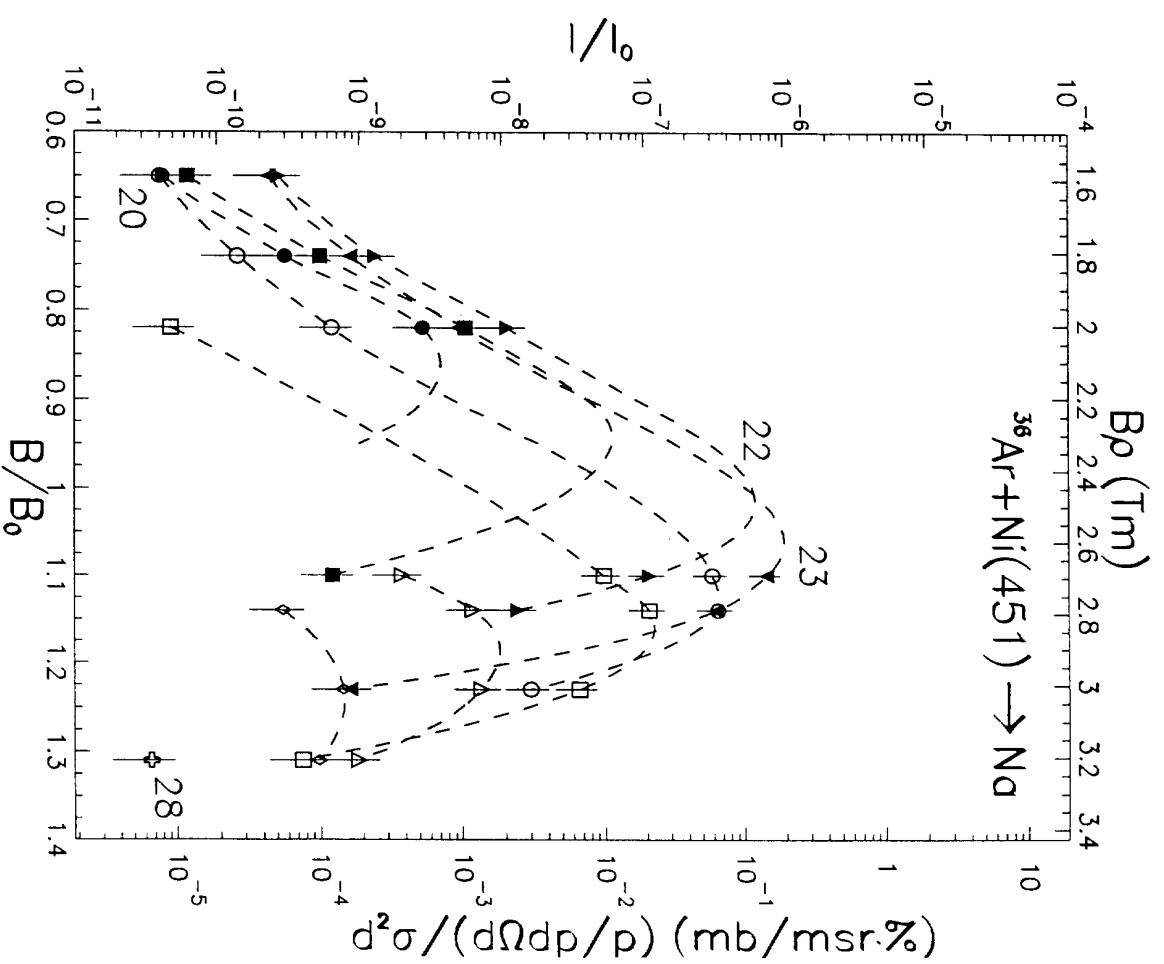 Bρ (Tm)
1.6 1.8 2 2.2 2.4 2.6 2.8 3 3.2 3.4
³⁶Ar+Ni(451) → Na
I/I₀
10⁻⁴
10⁻⁵
10⁻⁶
10⁻⁷
10⁻⁸
10⁻⁹
10⁻¹⁰
10⁻¹¹
10
1
10⁻¹
10⁻²
10⁻³
10⁻⁴
10⁻⁵
d²σ/(dΩdp/p) (mb/msr.%)
23
22
20
28
0.6 0.7 0.8 0.9 1 1.1 1.2 1.3 1.4
B/B₀